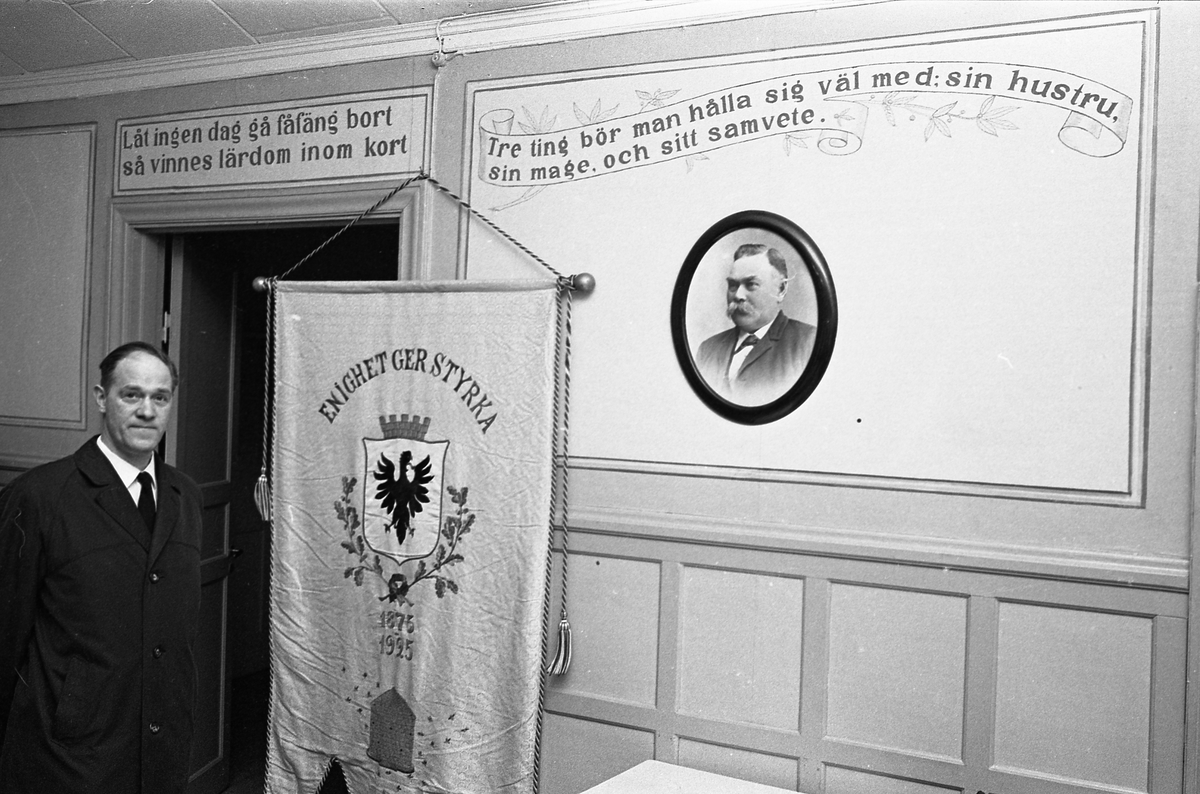 Låt ingen dag gå fåfäng bort
så vinnes lärdom inom kort
Tre ting bör man hålla sig väl med: sin hustru,
sin mage, och sitt samvete.
ENIGHET GER STYRKA
1875
1925